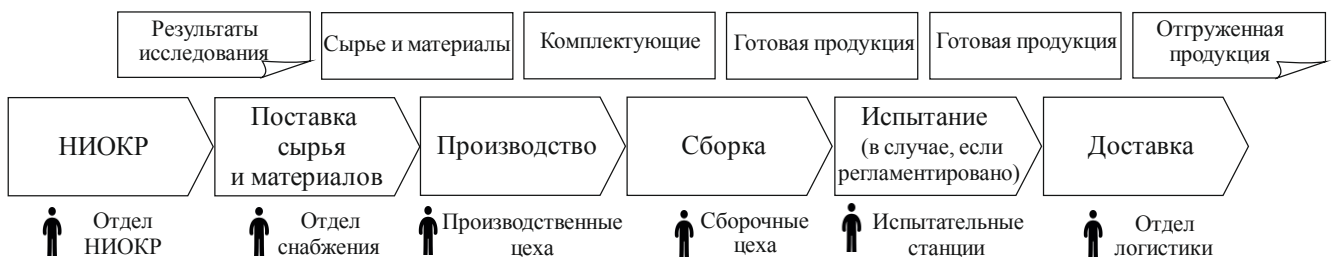 Результаты
исследования
Сырье и материалы
Комплектующие
Готовая продукция
Готовая продукция
Отгруженная
продукция
НИОКР
Поставка
сырья
и материалов
Производство
Сборка
Испытание
(в случае, если
регламентировано)
Доставка
Отдел
НИОКР
Отдел
снабжения
Производственные
цеха
Сборочные
цеха
Испытательные
станции
Отдел
логистики